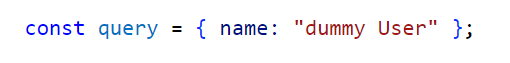 const query = { name: "dummy User" };